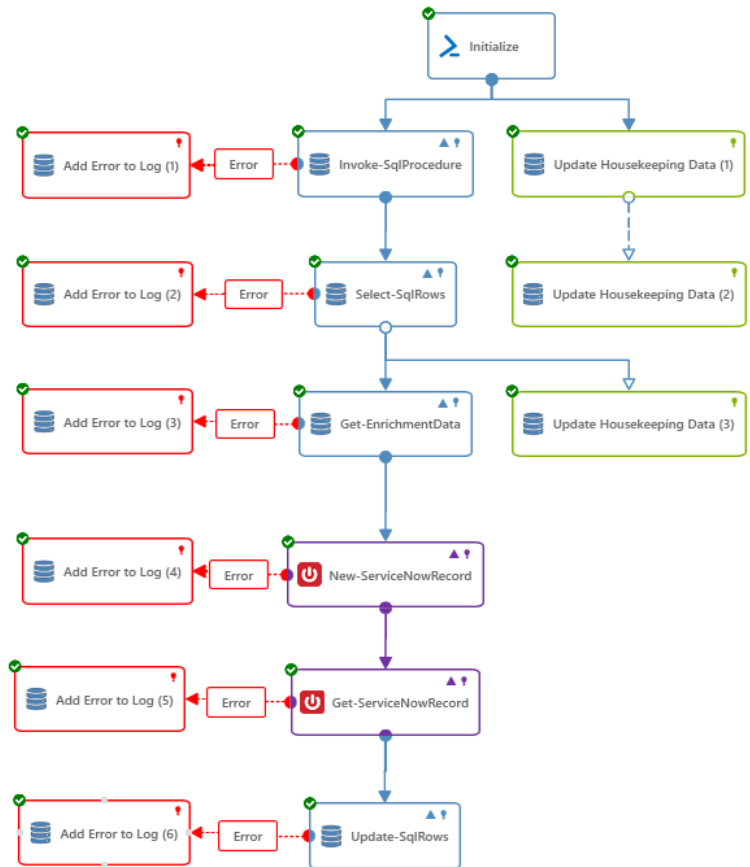 Initialize
Add Error to Log (1)
Error
Invoke-SqlProcedure
Update Housekeeping Data (1)
Add Error to Log (2)
Error
Select-SqlRows
Update Housekeeping Data (2)
Add Error to Log (3)
Error
Get-EnrichmentData
Update Housekeeping Data (3)
Add Error to Log (4)
Error
New-ServiceNowRecord
Add Error to Log (5)
Error
Get-ServiceNowRecord
Add Error to Log (6)
Error
Update-SqlRows